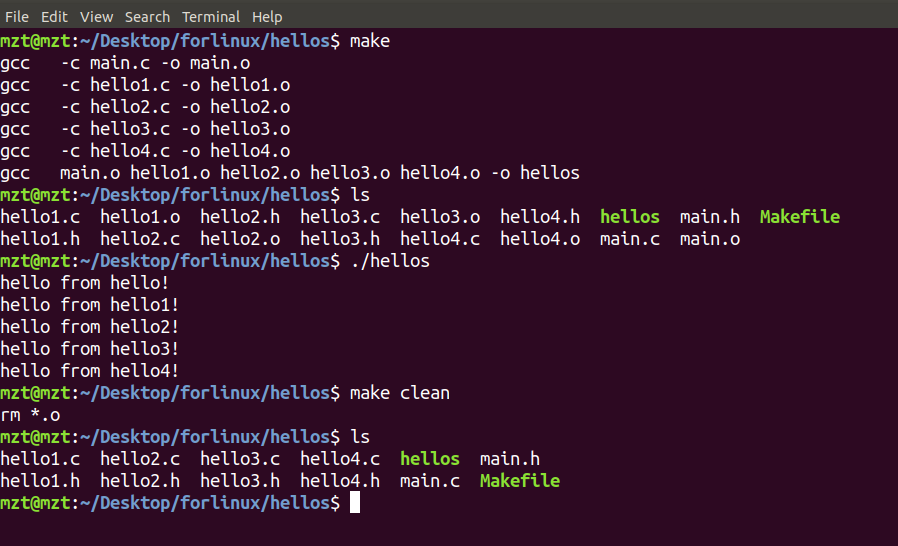 File Edit View Search Terminal Help
mzt@mzt:~/Desktop/forlinux/hellos$ make
gcc   -c main.c -o main.o
gcc   -c hello1.c -o hello1.o
gcc   -c hello2.c -o hello2.o
gcc   -c hello3.c -o hello3.o
gcc   -c hello4.c -o hello4.o
gcc   main.o hello1.o hello2.o hello3.o hello4.o -o hellos
mzt@mzt:~/Desktop/forlinux/hellos$ ls
hello1.c  hello1.o  hello2.h  hello3.c  hello3.o  hello4.h  hellos  main.h  Makefile
hello1.h  hello2.c  hello2.o  hello3.h  hello4.c  hello4.o  main.c  main.o
mzt@mzt:~/Desktop/forlinux/hellos$ ./hellos
hello from hello!
hello from hello1!
hello from hello2!
hello from hello3!
hello from hello4!
mzt@mzt:~/Desktop/forlinux/hellos$ make clean
rm *.o
mzt@mzt:~/Desktop/forlinux/hellos$ ls
hello1.c  hello2.c  hello3.c  hello4.c  hellos  main.h
hello1.h  hello2.h  hello3.h  hello4.h  main.c  Makefile
mzt@mzt:~/Desktop/forlinux/hellos$